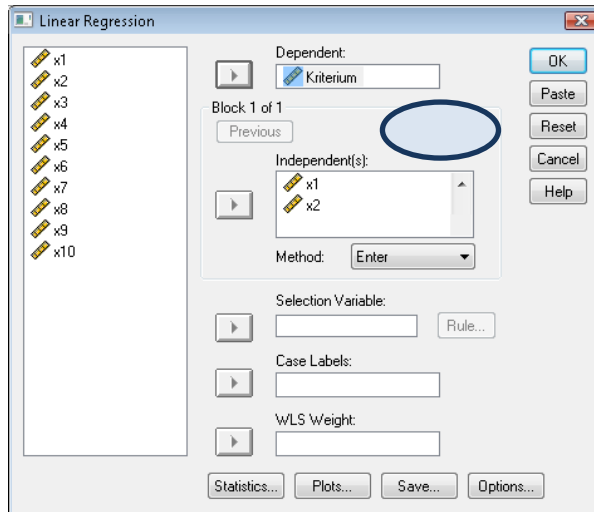 Linear Regression
x1
x2
x3
x4
x5
x6
x7
x8
x9
x10
Dependent:
Kriterium
Block 1 of 1
Previous
Independent(s):
x1
x2
Method: Enter
Selection Variable:
Rule...
Case Labels:
WLS Weight:
Statistics... Plots... Save... Options...
OK
Paste
Reset
Cancel
Help